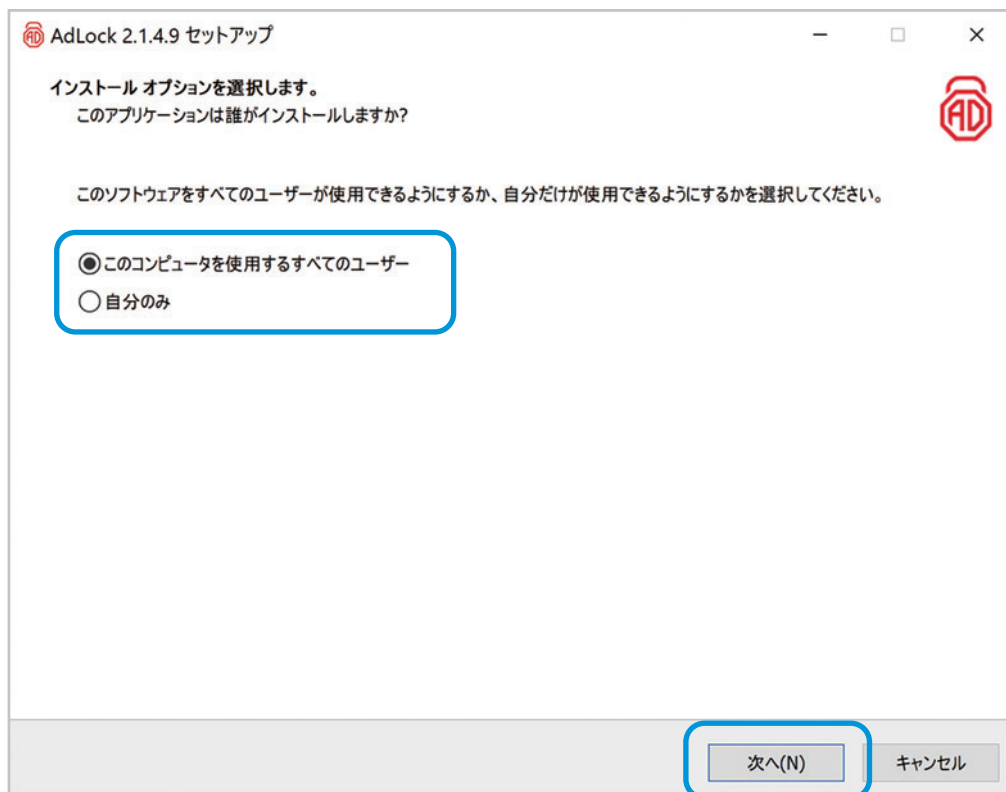 AdLock 2.1.4.9 セットアップ
インストール オプションを選択します。
このアプリケーションは誰がインストールしますか?
AD
このソフトウェアをすべてのユーザーが使用できるようにするか、自分だけが使用できるようにするかを選択してください。
このコンピュータを使用するすべてのユーザー
自分のみ
次へ(N)
キャンセル